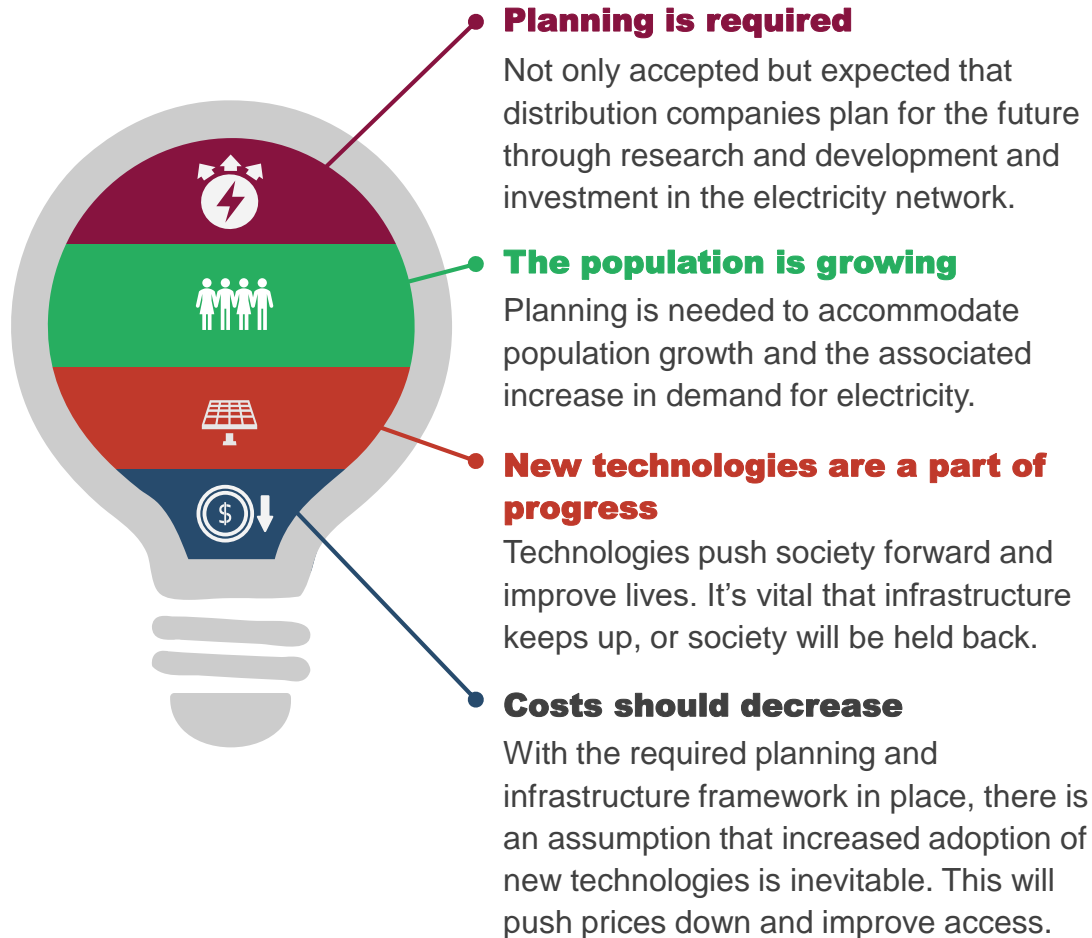 Planning is required
Not only accepted but expected that
distribution companies plan for the future
through research and development and
investment in the electricity network.
The population is growing
Planning is needed to accommodate
population growth and the associated
increase in demand for electricity.
New technologies are a part of
progress
Technologies push society forward and
improve lives. It’s vital that infrastructure
keeps up, or society will be held back.
$
Costs should decrease
With the required planning and
infrastructure framework in place, there is
an assumption that increased adoption of
new technologies is inevitable. This will
push prices down and improve access.